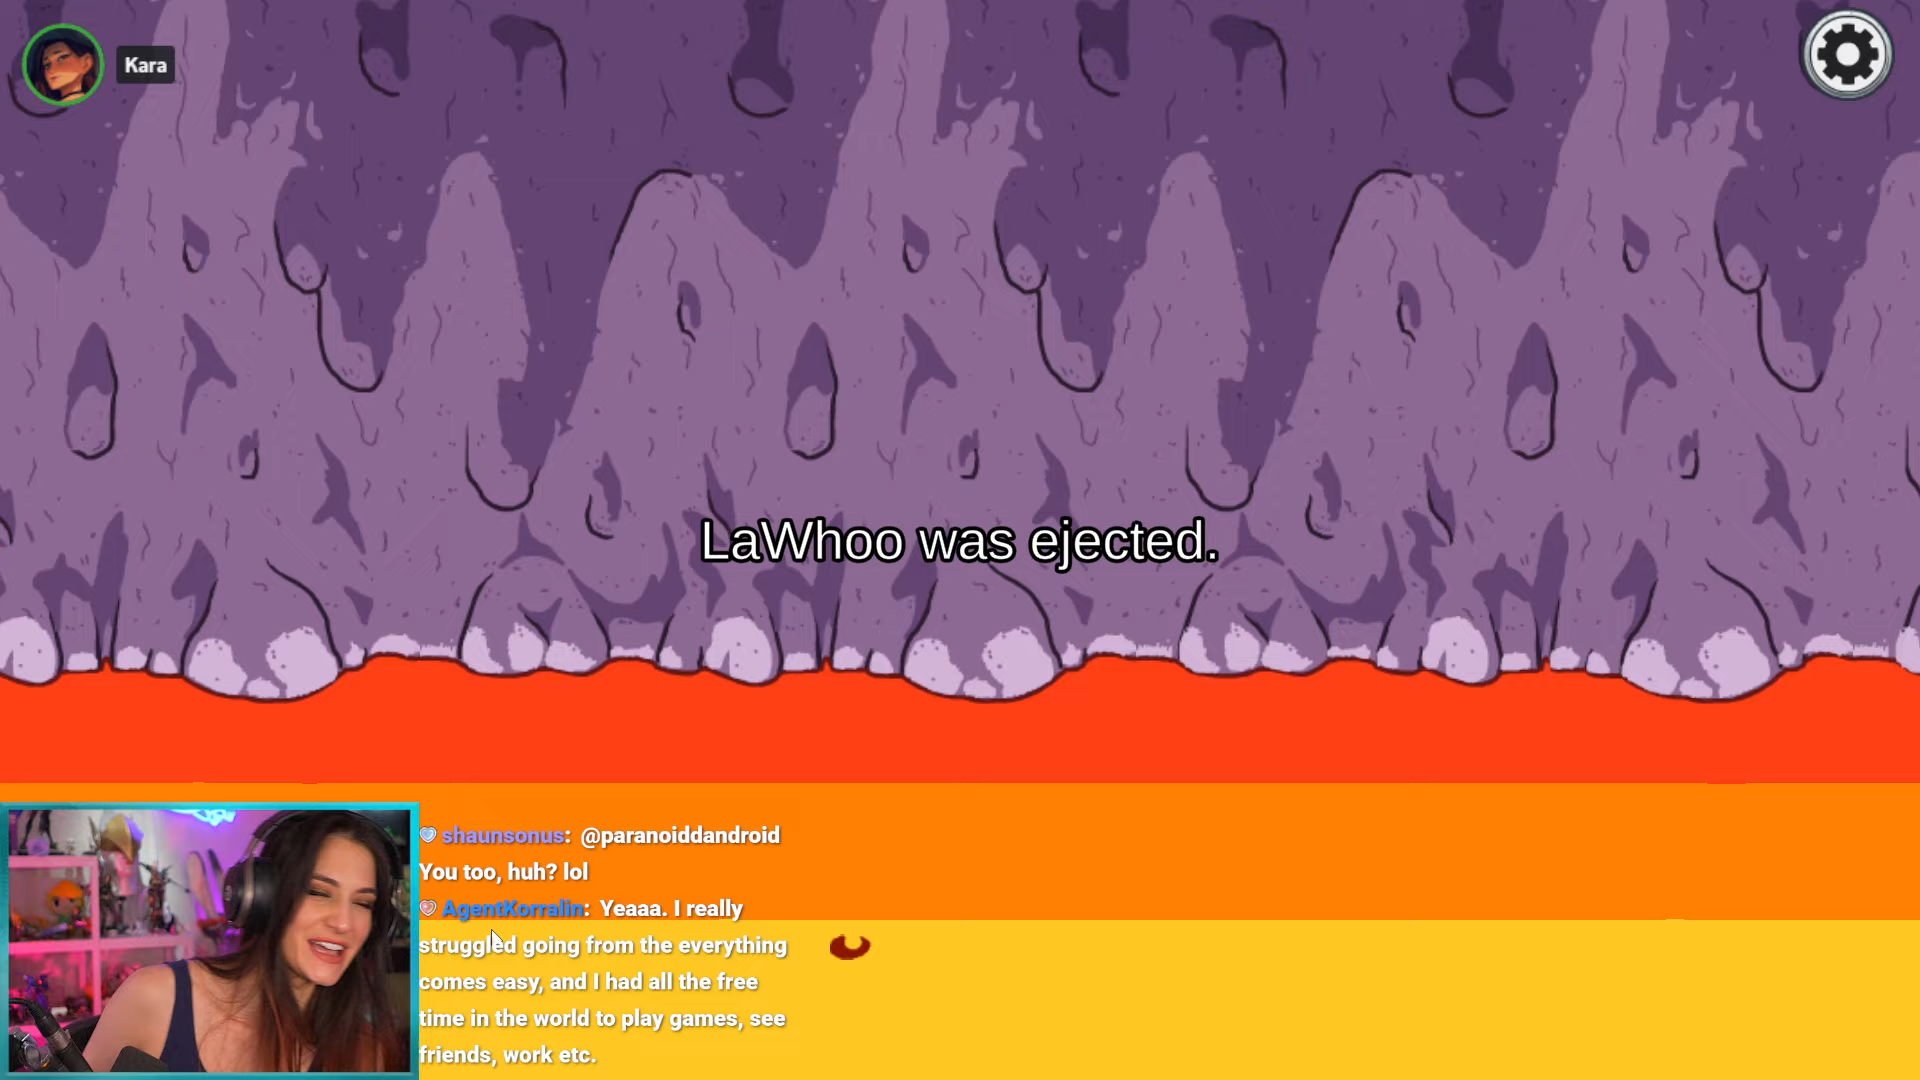 Kara
LaWhoo was ejected.
shaunsonus: @paranoiddandroid
You too, huh? lol
AgentKorralin: Yeaaa. I really
struggled going from the everything
comes easy, and I had all the free
time in the world to play games, see
friends, work etc.